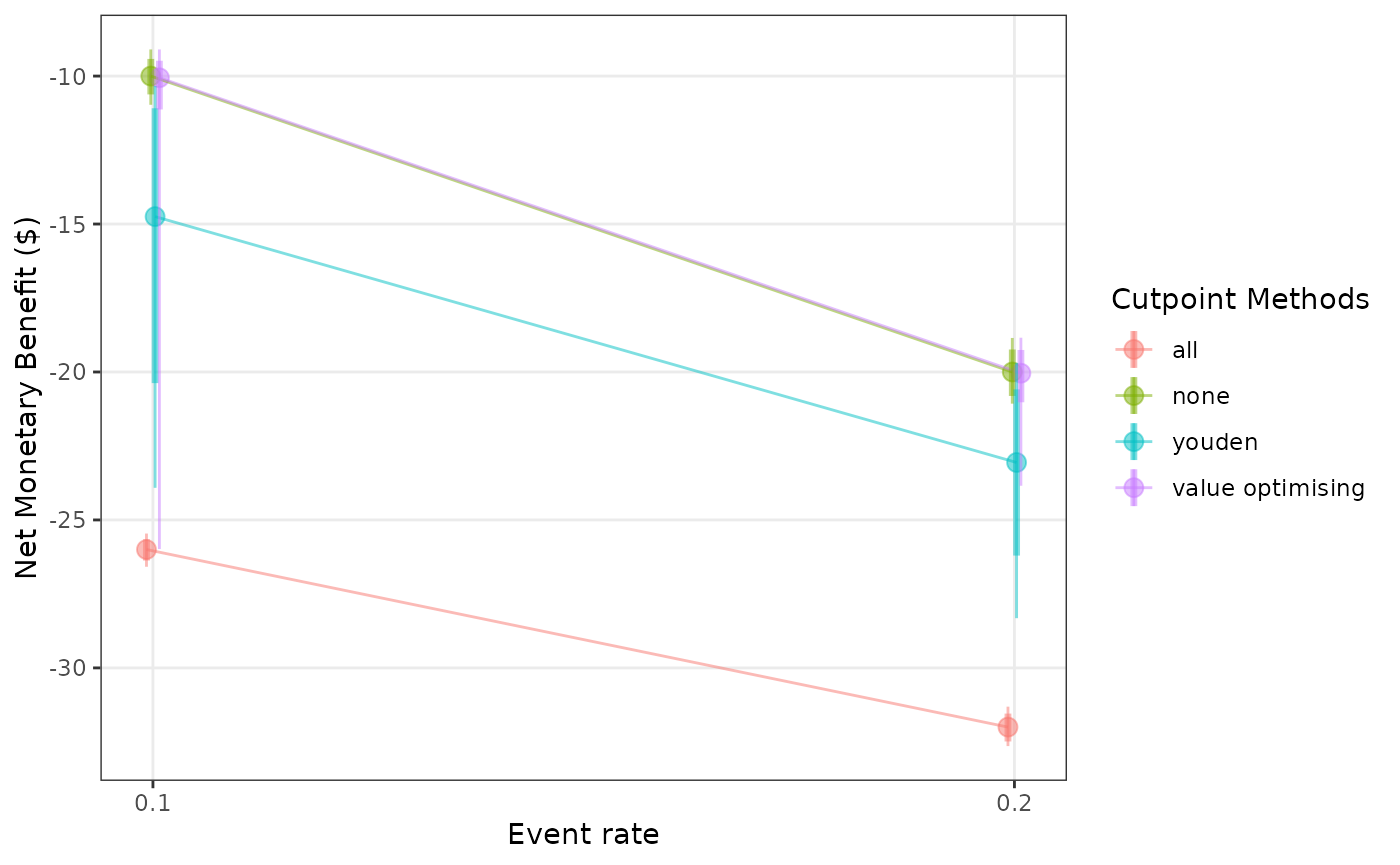 Net Monetary Benefit ($)
-10
-15
-20
-25
-30
0.1
0.2
Event rate
Cutpoint Methods
all
none
youden
value optimising